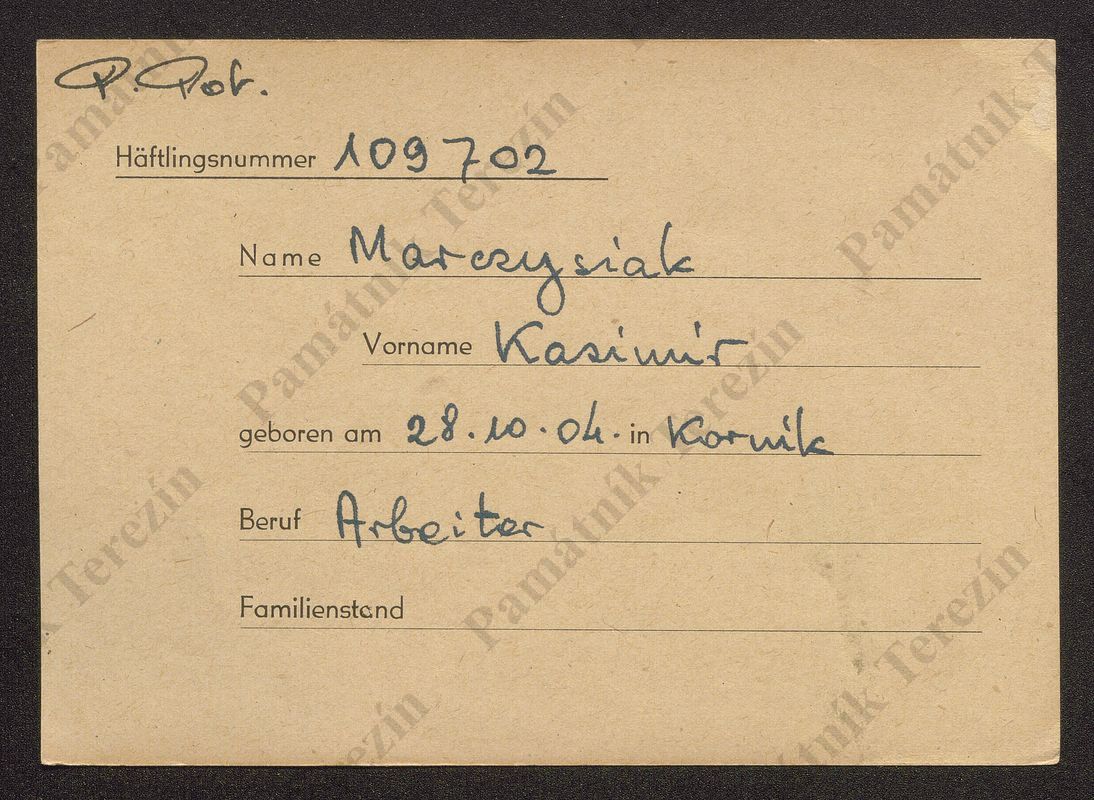 P. Pol.
Häftlingsnummer 109702
Name Marczysiak
Vorname Kasimir
geboren am 28.10.04. in Kornik
Beruf Arbeiter
Familienstand
Památník Terezín